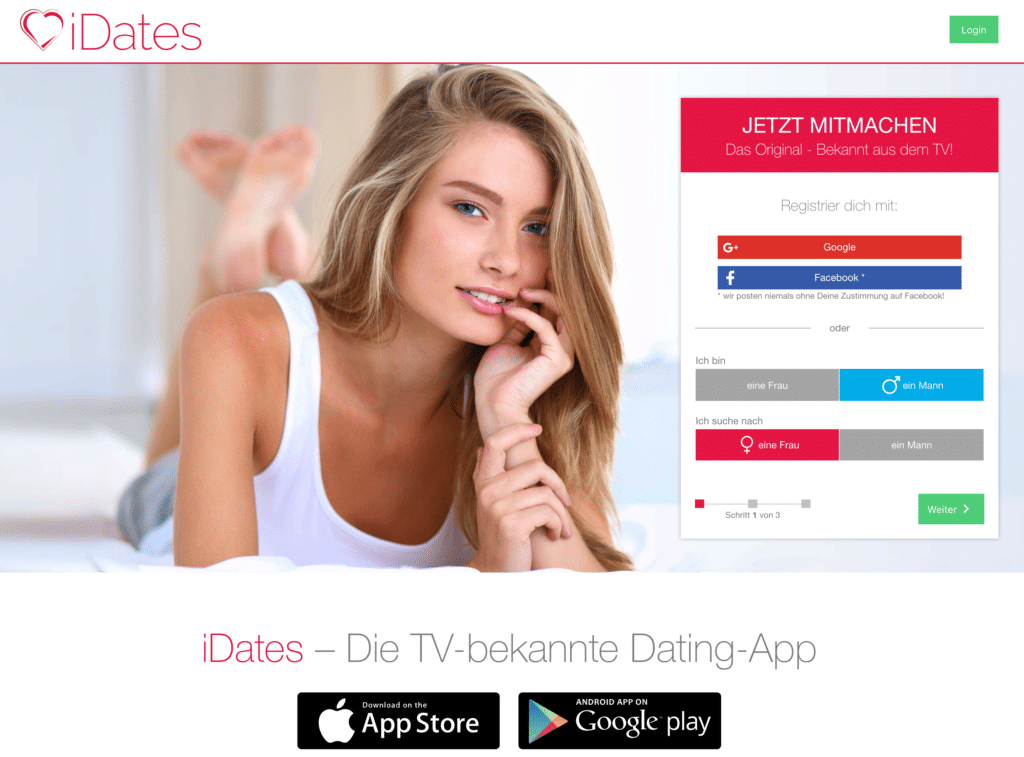 iDates
Login
JETZT MITMACHEN
Das Original - Bekannt aus dem TV!
Registrier dich mit:
G+ Google
f Facebook *
* wir posten niemals ohne Deine Zustimmung auf Facebook!
oder
Ich bin
eine Frau ein Mann
Ich suche nach
eine Frau ein Mann
Schritt 1 von 3
Weiter
iDates – Die TV-bekannte Dating-App
Download on the
App Store
ANDROID APP ON
Google play